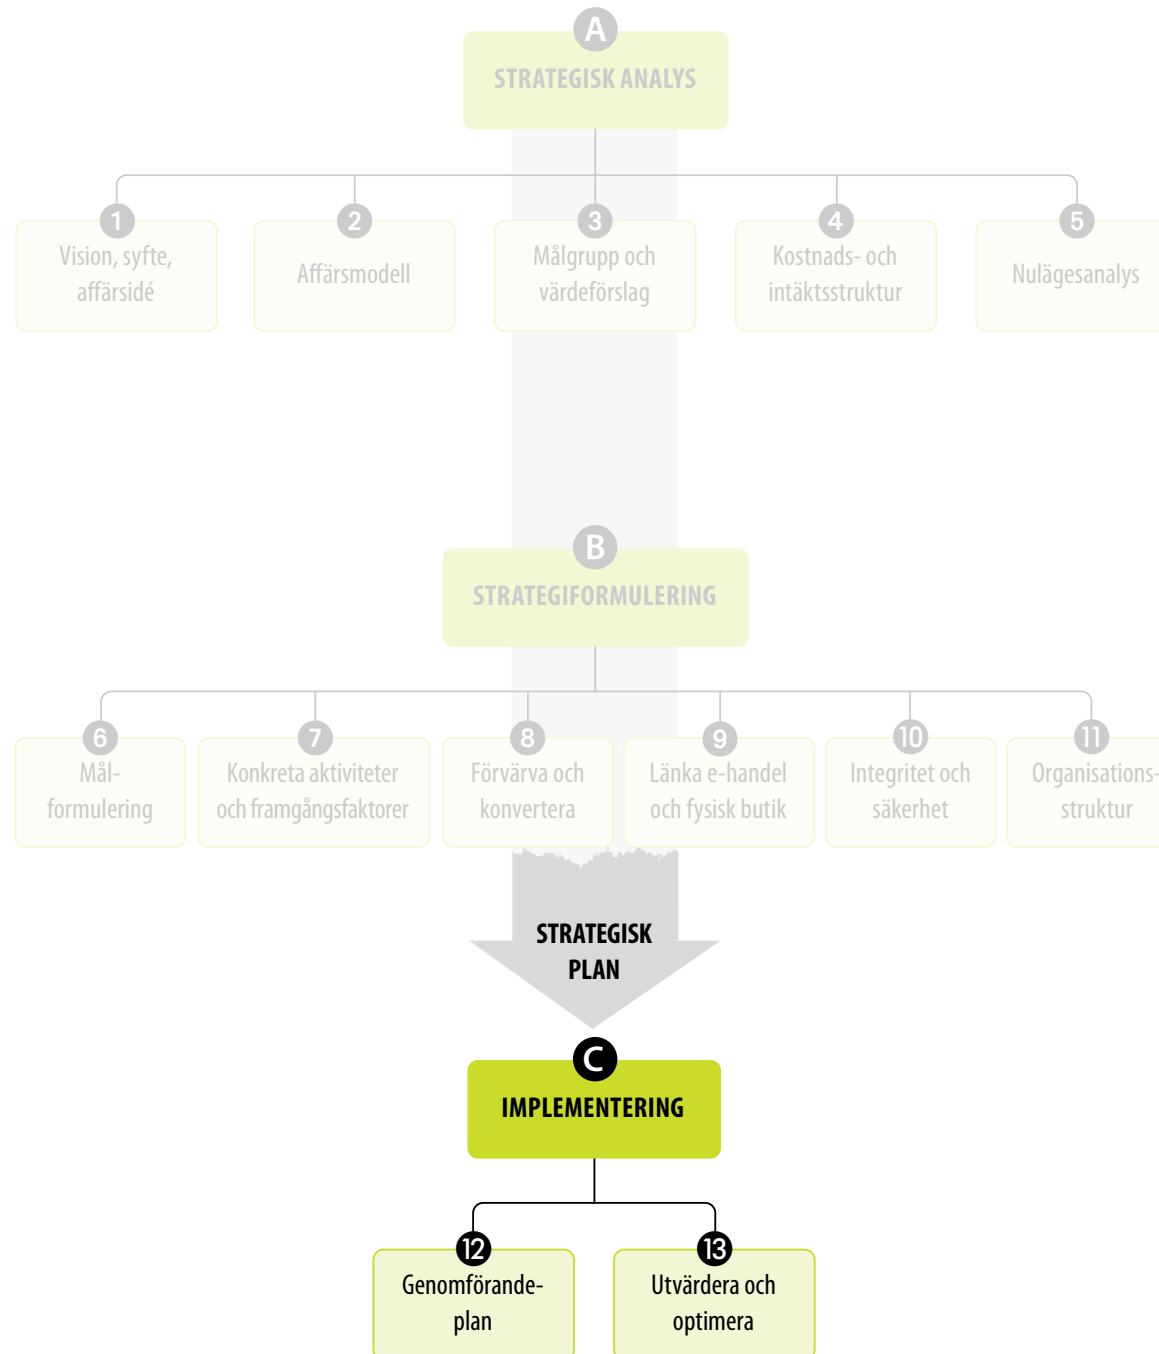 A
STRATEGISK ANALYS
1
Vision, syfte,
affärsidé
2
Affärsmodell
3
Målgrupp och
värdeförslag
4
Kostnads- och
intäktsstruktur
5
Nulägesanalys
B
STRATEGIFORMULERING
6
Mål-
formulering
7
Konkreta aktiviteter
och framgångsfaktorer
8
Förvärva och
konvertera
9
Länka e-handel
och fysisk butik
10
Integritet och
säkerhet
11
Organisations-
struktur
STRATEGISK
PLAN
C
IMPLEMENTERING
12
Genomförande-
plan
13
Utvärdera och
optimera